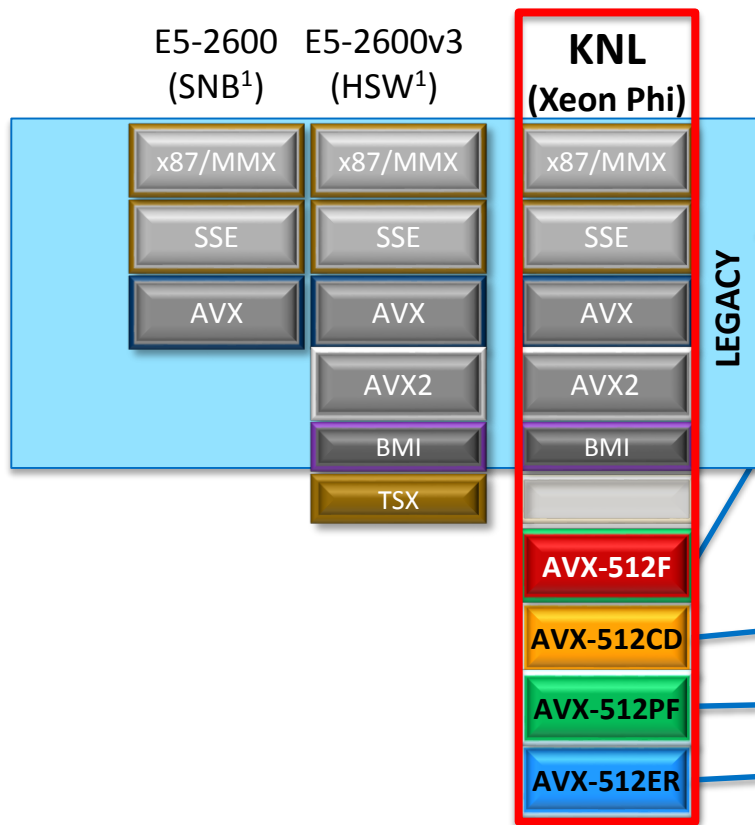 E5-2600 E5-2600v3 KNL
(SNB¹) (HSW¹) (Xeon Phi)
x87/MMX x87/MMX x87/MMX
SSE SSE SSE
AVX AVX AVX
AVX2 AVX2
BMI BMI
LEGACY
TSX
AVX-512F
AVX-512CD
AVX-512PF
AVX-512ER